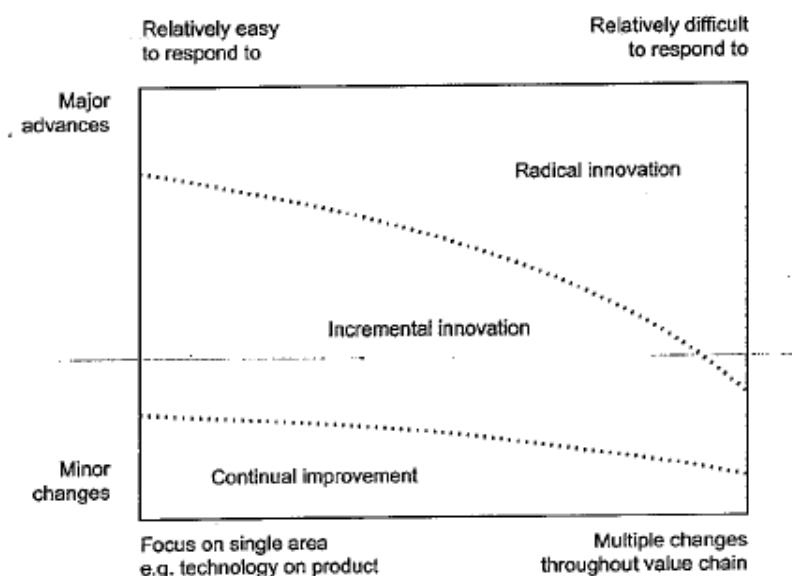 Relatively easy
to respond to
Relatively difficult
to respond to
Major
advances
Radical innovation
Incremental innovation
Minor
changes
Continual improvement
Focus on single area
e.g. technology on product
Multiple changes
throughout value chain